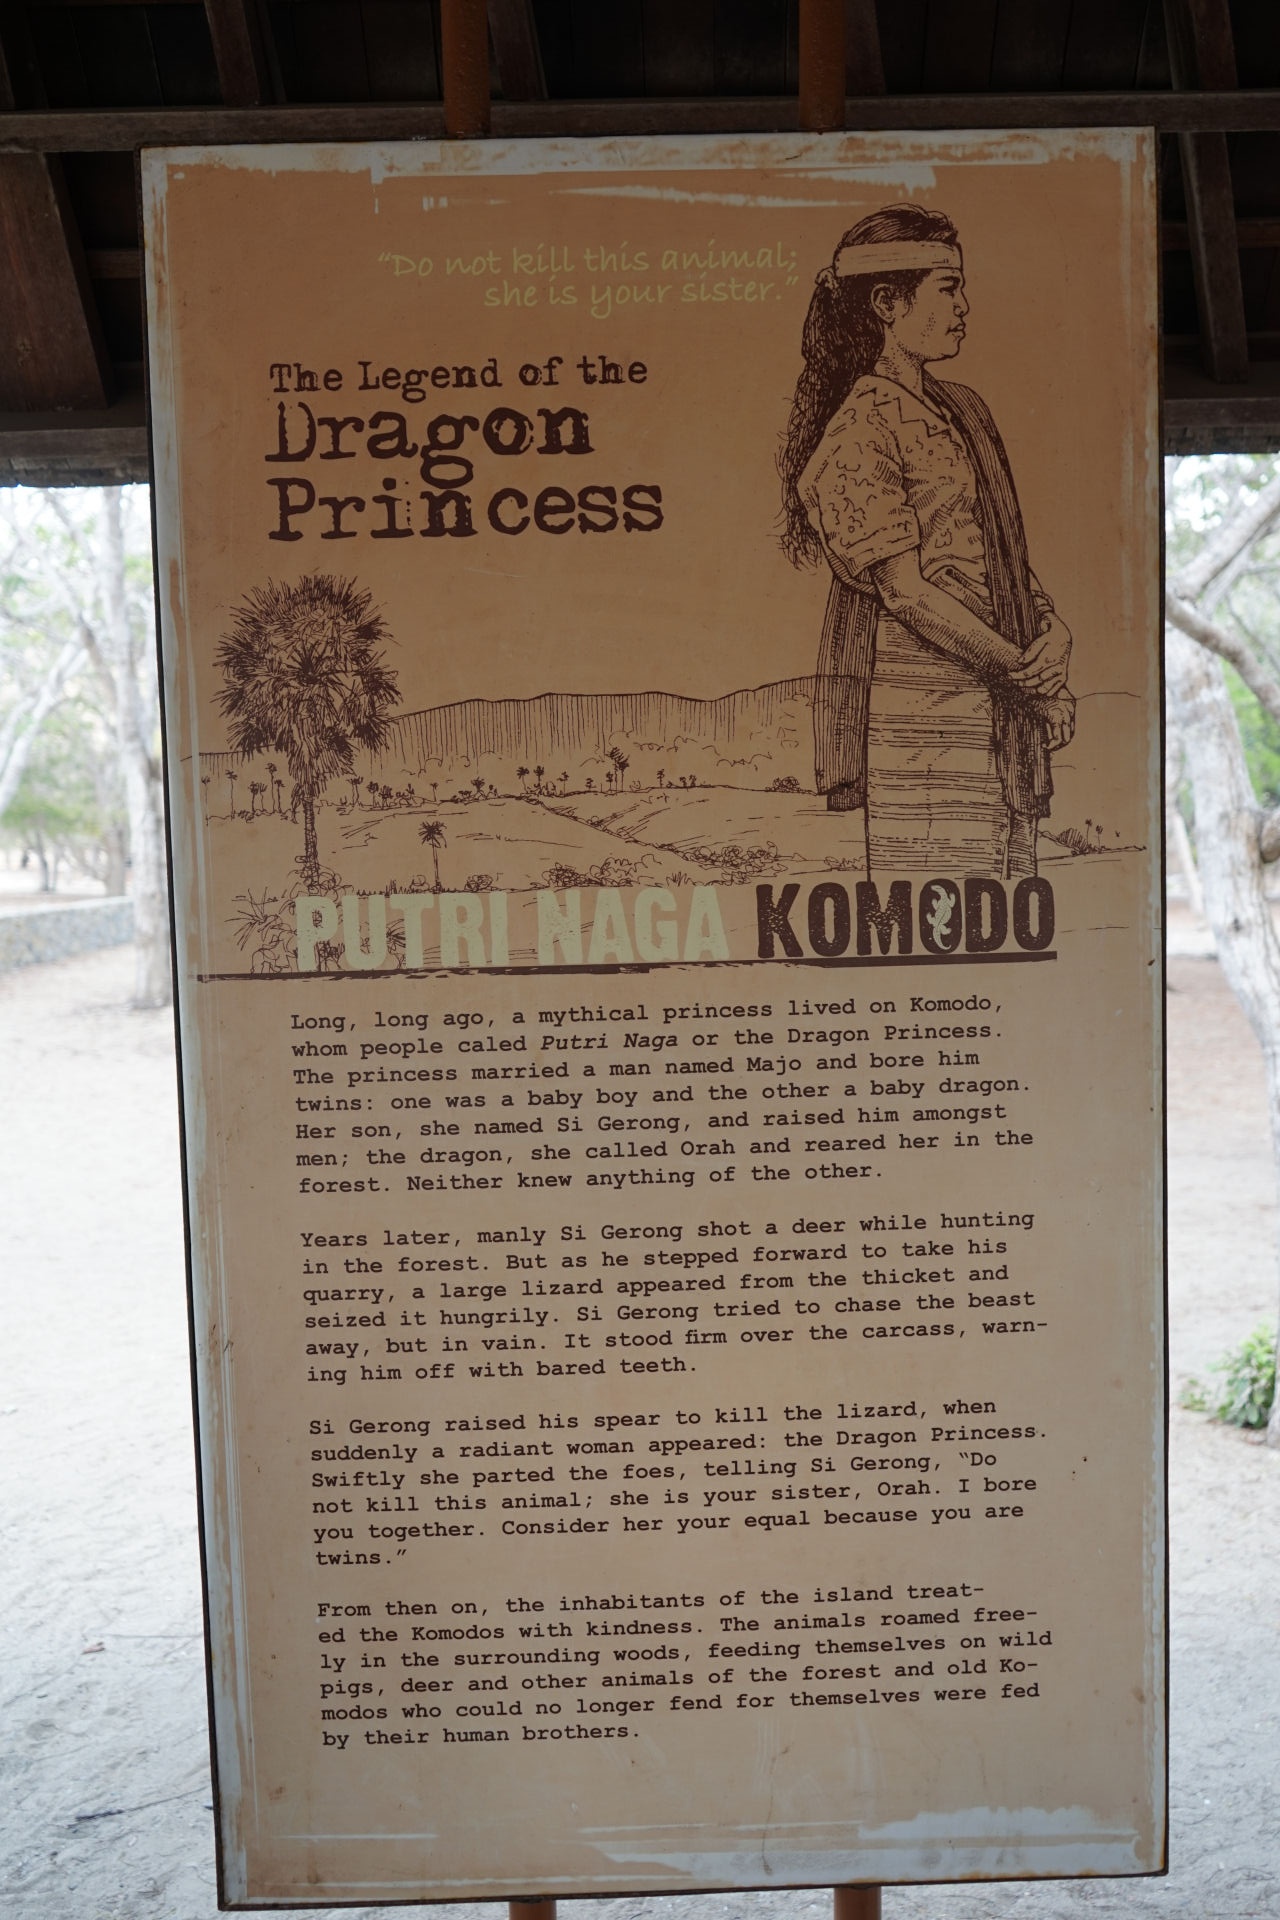 “Do not kill this animal;
she is your sister.”
The Legend of the
Dragon
Princess
PUTRI NAGA KOMODO
Long, long ago, a mythical princess lived on Komodo,
whom people caled Putri Naga or the Dragon Princess.
The princess married a man named Majo and bore him
twins: one was a baby boy and the other a baby dragon.
Her son, she named Si Gerong, and raised him amongst
men; the dragon, she called Orah and reared her in the
forest. Neither knew anything of the other.
Years later, manly Si Gerong shot a deer while hunting
in the forest. But as he stepped forward to take his
quarry, a large lizard appeared from the thicket and
seized it hungrily. Si Gerong tried to chase the beast
away, but in vain. It stood firm over the carcass, warn-
ing him off with bared teeth.
Si Gerong raised his spear to kill the lizard, when
suddenly a radiant woman appeared: the Dragon Princess.
Swiftly she parted the foes, telling Si Gerong, “Do
not kill this animal; she is your sister, Orah. I bore
you together. Consider her your equal because you are
twins.”
From then on, the inhabitants of the island treat-
ed the Komodos with kindness. The animals roamed free-
ly in the surrounding woods, feeding themselves on wild
pigs, deer and other animals of the forest and old Ko-
modos who could no longer fend for themselves were fed
by their human brothers.